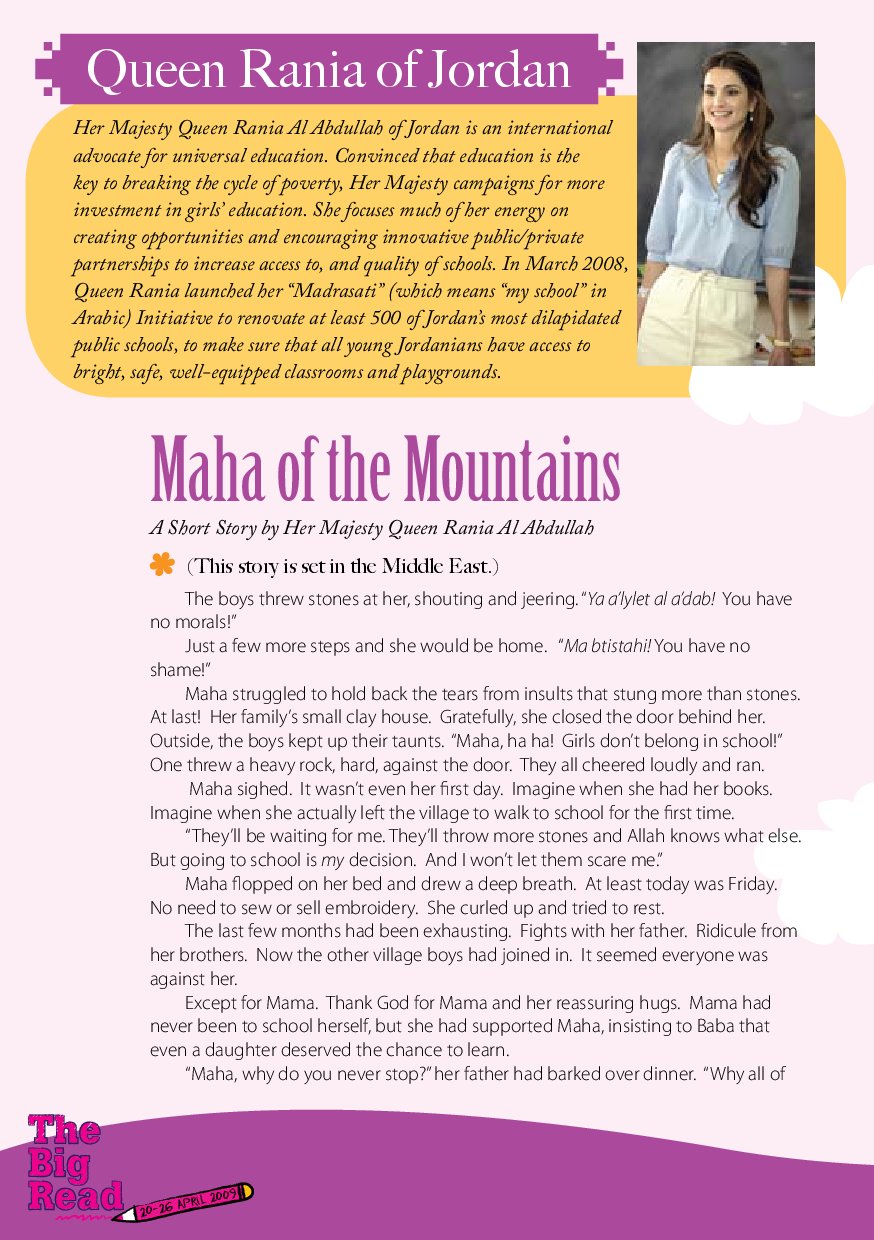 Queen Rania of Jordan
Her Majesty Queen Rania Al Abdullah of Jordan is an international
advocate for universal education. Convinced that education is the
key to breaking the cycle of poverty, Her Majesty campaigns for more
investment in girls’ education. She focuses much of her energy on
creating opportunities and encouraging innovative public/private
partnerships to increase access to, and quality of schools. In March 2008,
Queen Rania launched her “Madrasati” (which means “my school” in
Arabic) Initiative to renovate at least 500 of Jordan’s most dilapidated
public schools, to make sure that all young Jordanians have access to
bright, safe, well-equipped classrooms and playgrounds.
Maha of the Mountains
A Short Story by Her Majesty Queen Rania Al Abdullah
(This story is set in the Middle East.)
The boys threw stones at her, shouting and jeering. “Ya a’lylet al a’dab! You have
no morals!”
Just a few more steps and she would be home. “Ma btistahi! You have no
shame!”
Maha struggled to hold back the tears from insults that stung more than stones.
At last! Her family’s small clay house. Gratefully, she closed the door behind her.
Outside, the boys kept up their taunts. “Maha, ha ha! Girls don’t belong in school!”
One threw a heavy rock, hard, against the door. They all cheered loudly and ran.
Maha sighed. It wasn’t even her first day. Imagine when she had her books.
Imagine when she actually left the village to walk to school for the first time.
“They’ll be waiting for me. They’ll throw more stones and Allah knows what else.
But going to school is my decision. And I won’t let them scare me.”
Maha flopped on her bed and drew a deep breath. At least today was Friday.
No need to sew or sell embroidery. She curled up and tried to rest.
The last few months had been exhausting. Fights with her father. Ridicule from
her brothers. Now the other village boys had joined in. It seemed everyone was
against her.
Except for Mama. Thank God for Mama and her reassuring hugs. Mama had
never been to school herself, but she had supported Maha, insisting to Baba that
even a daughter deserved the chance to learn.
“Maha, why do you never stop?” her father had barked over dinner. “Why all of
The
Big
Read
20-26 APRIL 2009